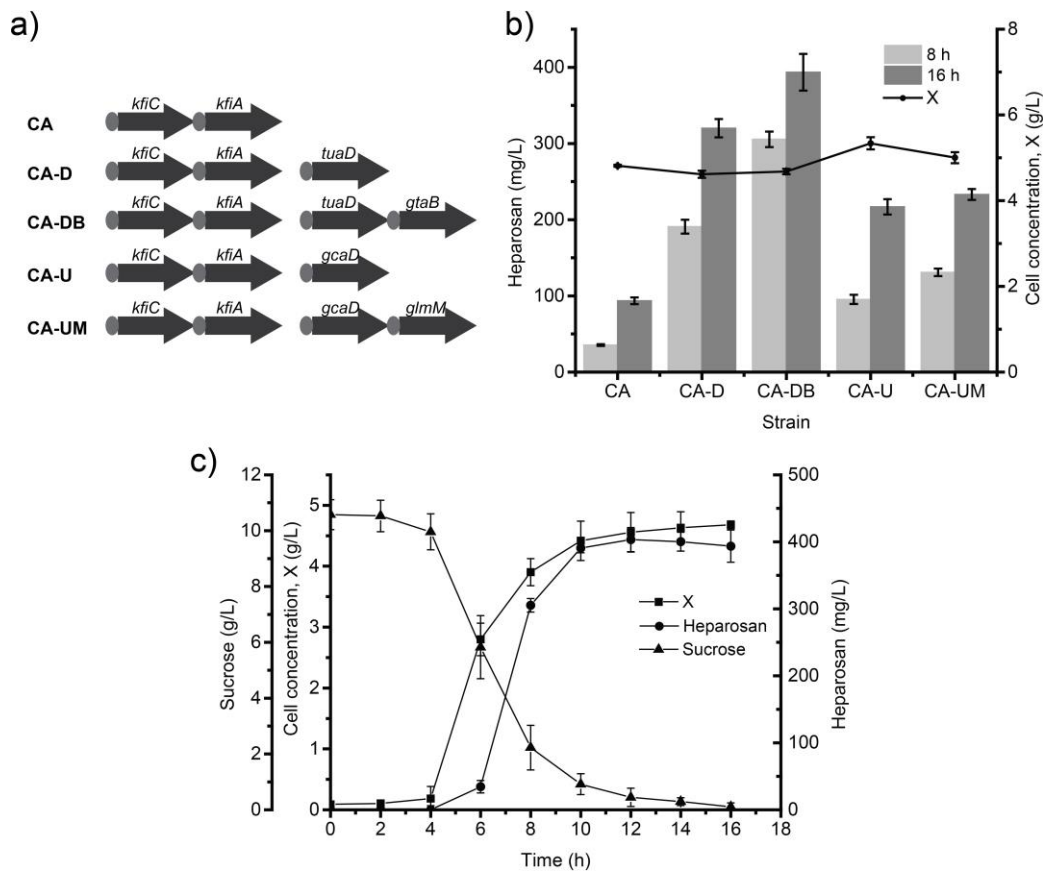 a)
CA kfiC kfiA
CA-D kfiC kfiA tuaD
CA-DB kfiC kfiA tuaD gtaB
CA-U kfiC kfiA gcaD
CA-UM kfiC kfiA gcaD glmM
b)
Heparosan (mg/L)
400
300
200
100
0
8 h
16 h
X
8
6
4
2
0
Cell concentration, X (g/L)
CA CA-D CA-DB CA-U CA-UM
Strain
c)
Sucrose (g/L)
12
10
8
6
4
2
0
Cell concentration, X (g/L)
5
4
3
2
1
0
X
Heparosan
Sucrose
500
400
300
200
100
0
Heparosan (mg/L)
0 2 4 6 8 10 12 14 16 18
Time (h)